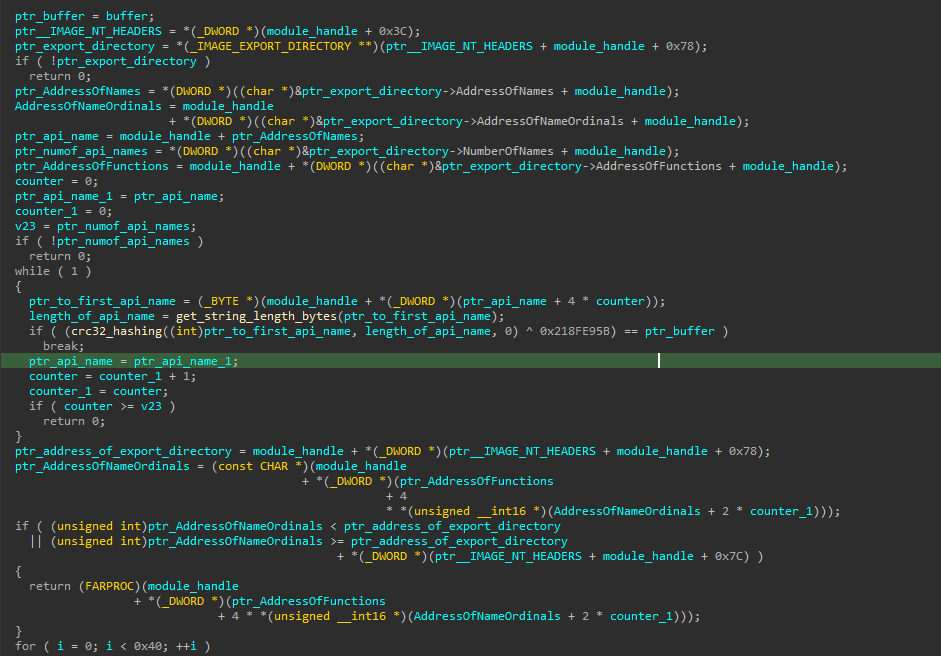 ptr_buffer = buffer;
ptr__IMAGE_NT_HEADERS = *(_DWORD *)(module_handle + 0x3C);
ptr_export_directory = *(_IMAGE_EXPORT_DIRECTORY **)(ptr__IMAGE_NT_HEADERS + module_handle + 0x78);
if ( !ptr_export_directory )
return 0;
ptr_AddressOfNames = *(DWORD *)((char *)&ptr_export_directory->AddressOfNames + module_handle);
AddressOfNameOrdinals = module_handle
+ *(DWORD *)((char *)&ptr_export_directory->AddressOfNameOrdinals + module_handle);
ptr_api_name = module_handle + ptr_AddressOfNames;
ptr_numof_api_names = *(DWORD *)((char *)&ptr_export_directory->NumberOfNames + module_handle);
ptr_AddressOfFunctions = module_handle + *(DWORD *)((char *)&ptr_export_directory->AddressOfFunctions + module_handle);
counter = 0;
ptr_api_name_1 = ptr_api_name;
counter_1 = 0;
v23 = ptr_numof_api_names;
if ( !ptr_numof_api_names )
return 0;
while ( 1 )
{
ptr_to_first_api_name = (_BYTE *)(module_handle + *(_DWORD *)(ptr_api_name + 4 * counter));
length_of_api_name = get_string_length_bytes(ptr_to_first_api_name);
if ( (crc32_hashing((int)ptr_to_first_api_name, length_of_api_name, 0) ^ 0x218FE95B) == ptr_buffer )
break;
ptr_api_name = ptr_api_name_1;
counter = counter_1 + 1;
counter_1 = counter;
if ( counter >= v23 )
return 0;
}
ptr_address_of_export_directory = module_handle + *(_DWORD *)(ptr__IMAGE_NT_HEADERS + module_handle + 0x78);
ptr_AddressOfNameOrdinals = (const CHAR *)(module_handle
+ *(_DWORD *)(ptr_AddressOfFunctions
+ 4
* *(unsigned __int16 *)(AddressOfNameOrdinals + 2 * counter_1)));
if ( (unsigned int)ptr_AddressOfNameOrdinals < ptr_address_of_export_directory
|| (unsigned int)ptr_AddressOfNameOrdinals >= ptr_address_of_export_directory
+ *(_DWORD *)(ptr__IMAGE_NT_HEADERS + module_handle + 0x7C) )
{
return (FARPROC)(module_handle
+ *(_DWORD *)(ptr_AddressOfFunctions
+ 4 * *(unsigned __int16 *)(AddressOfNameOrdinals + 2 * counter_1)));
}
for ( i = 0; i < 0x40; ++i )